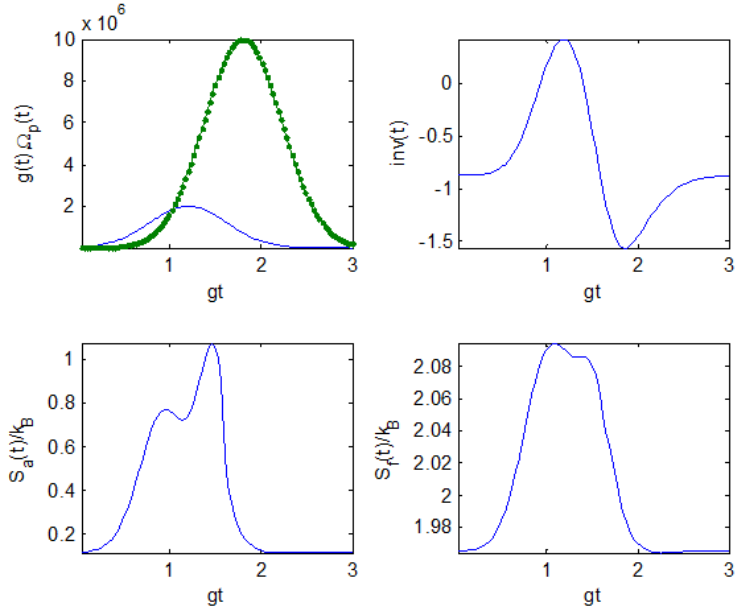 x 10^6
10
8
6
4
2
g(t) Ω_p(t)
1 2 3
gt
0
-0.5
-1
-1.5
inv(t)
1 2 3
gt
1
0.8
0.6
0.4
0.2
S_a(t)/k_B
1 2 3
gt
2.08
2.06
2.04
2.02
2
1.98
S_f(t)/k_B
1 2 3
gt